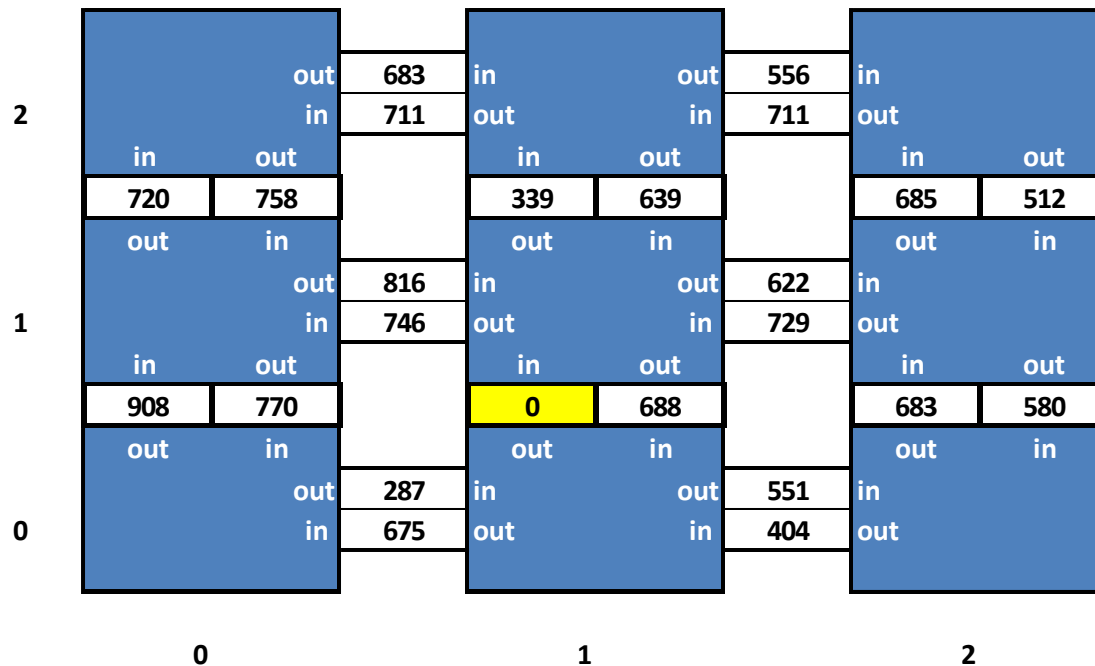 out 683 in out 556 in
2 in 711 out in 711 out
in out in out in out
720 758 339 639 685 512
out in out in out in
out 816 in out 622 in
1 in 746 out in 729 out
in out in out in out
908 770 0 688 683 580
out in out in out in
out 287 in out 551 in
0 in 675 out in 404 out
0 1 2